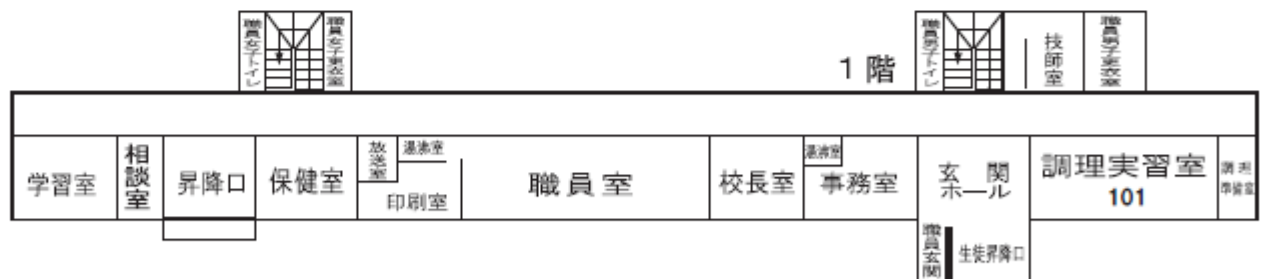 職員女子トイレ
職員女子更衣室
1階
職員男子トイレ
技師室
職員男子更衣室
学習室
相談室
昇降口
保健室
放送室
湯沸室
印刷室
職員室
校長室
湯沸室
事務室
玄関
ホール
調理実習室
101
調理
準備室
職員玄関
生徒昇降口